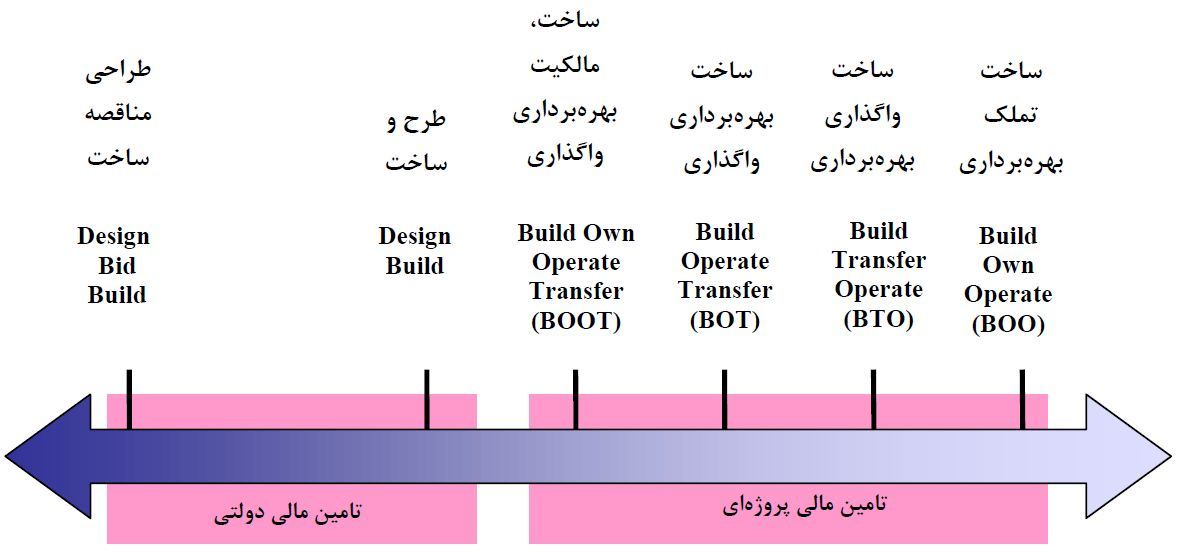 طراحی
مناقصه
ساخت
طرح و
ساخت
ساخت،
مالکیت
بهره‌برداری
واگذاری
ساخت
بهره‌برداری
واگذاری
ساخت
واگذاری
بهره‌برداری
ساخت
تملک
بهره‌برداری
Design
Bid
Build
Design
Build
Build Own
Operate
Transfer
(BOOT)
Build
Operate
Transfer
(BOT)
Build
Transfer
Operate
(BTO)
Build
Own
Operate
(BOO)
تامین مالی دولتی
تامین مالی پروژه‌ای